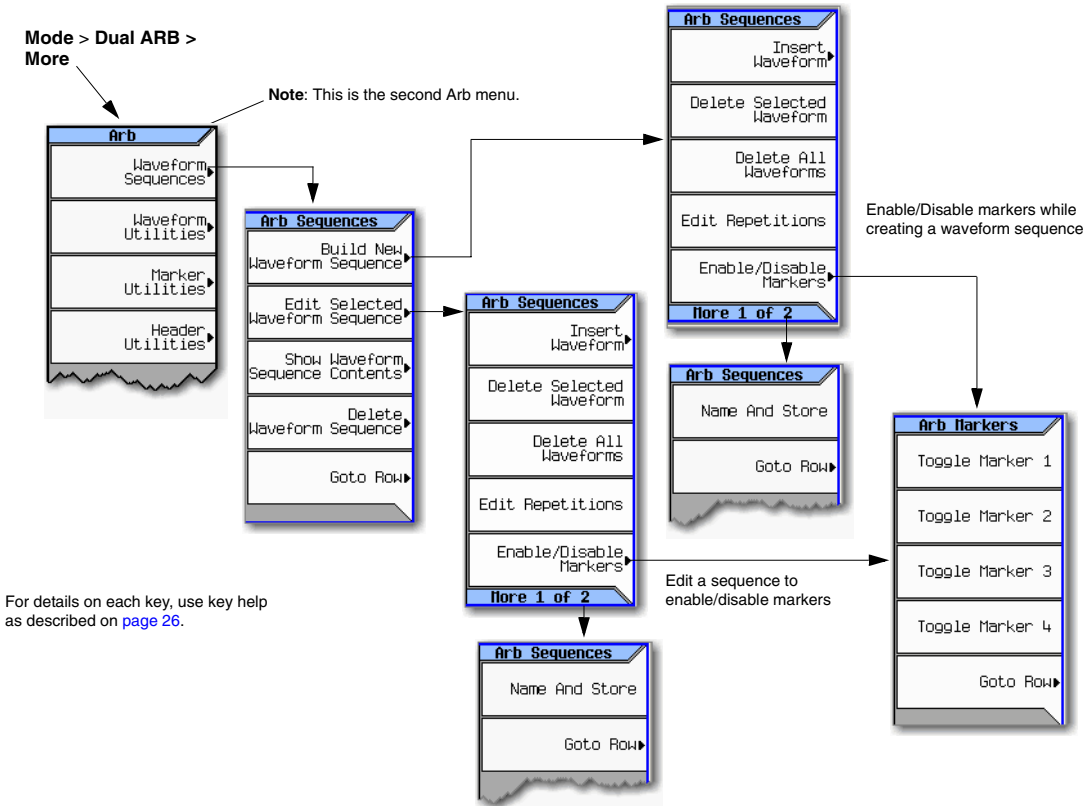 Mode > Dual ARB >
More
Note: This is the second Arb menu.
Arb
Waveform
Sequences
Waveform
Utilities
Marker
Utilities
Header
Utilities
Arb Sequences
Build New
Waveform Sequence
Edit Selected
Waveform Sequence
Show Waveform
Sequence Contents
Delete
Waveform Sequence
Goto Row
Arb Sequences
Insert
Waveform
Delete Selected
Waveform
Delete All
Waveforms
Edit Repetitions
Enable/Disable
Markers
More 1 of 2
Arb Sequences
Name And Store
Goto Row
Arb Sequences
Insert
Waveform
Delete Selected
Waveform
Delete All
Waveforms
Edit Repetitions
Enable/Disable
Markers
More 1 of 2
Arb Sequences
Name And Store
Goto Row
Enable/Disable markers while
creating a waveform sequence
Edit a sequence to
enable/disable markers
Arb Markers
Toggle Marker 1
Toggle Marker 2
Toggle Marker 3
Toggle Marker 4
Goto Row
For details on each key, use key help
as described on page 26.